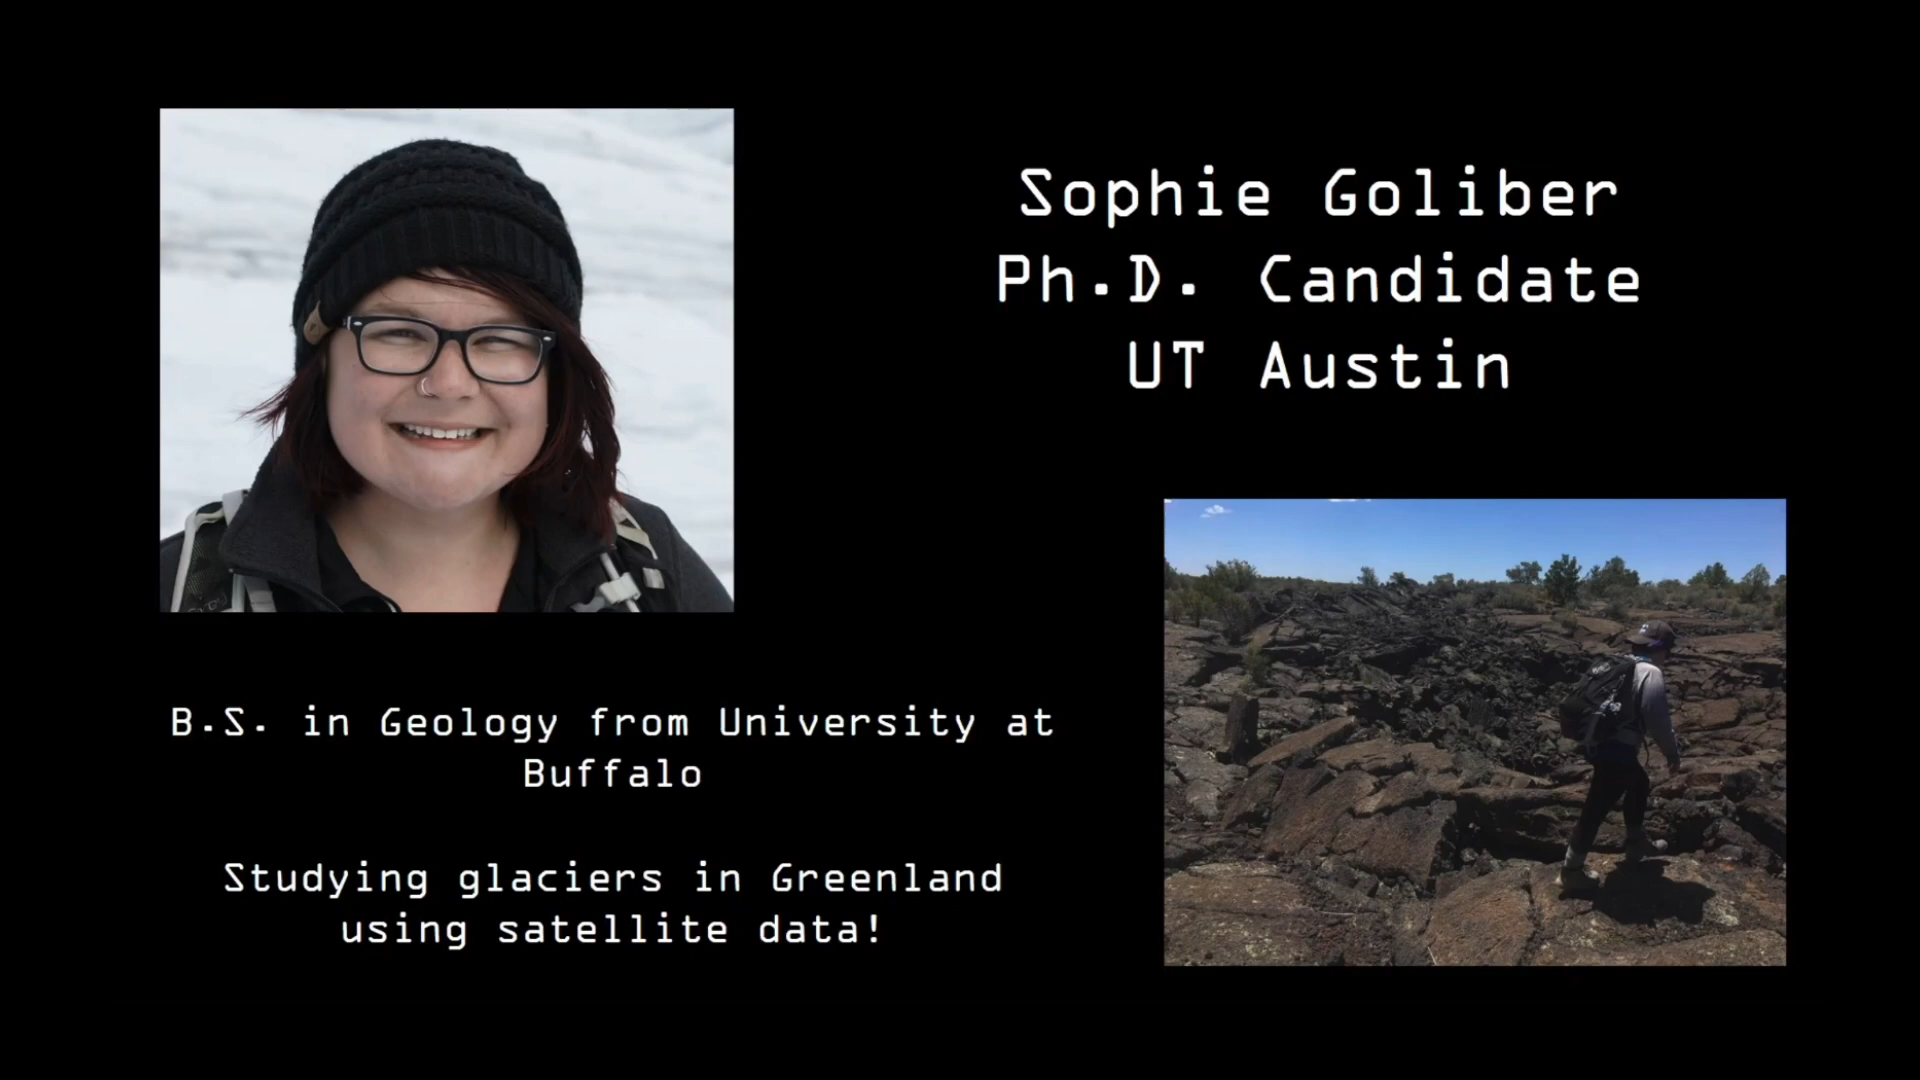 Sophie Goliber
Ph.D. Candidate
UT Austin
B.S. in Geology from University at
Buffalo
Studying glaciers in Greenland
using satellite data!